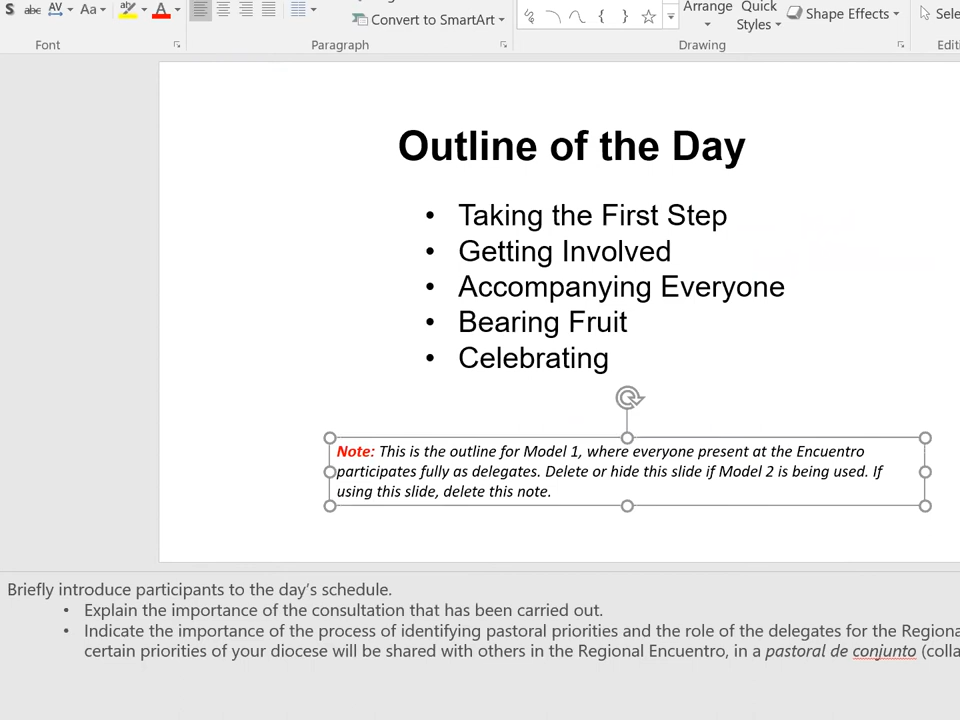 S abc AV Aa ab A
Convert to SmartArt
Arrange
Quick
Styles
Shape Effects
Font
Paragraph
Drawing
Outline of the Day
• Taking the First Step
• Getting Involved
• Accompanying Everyone
• Bearing Fruit
• Celebrating
Note: This is the outline for Model 1, where everyone present at the Encuentro
participates fully as delegates. Delete or hide this slide if Model 2 is being used. If
using this slide, delete this note.
Briefly introduce participants to the day's schedule.
• Explain the importance of the consultation that has been carried out.
• Indicate the importance of the process of identifying pastoral priorities and the role of the delegates for the
certain priorities of your diocese will be shared with others in the Regional Encuentro, in a pastoral de conjunto